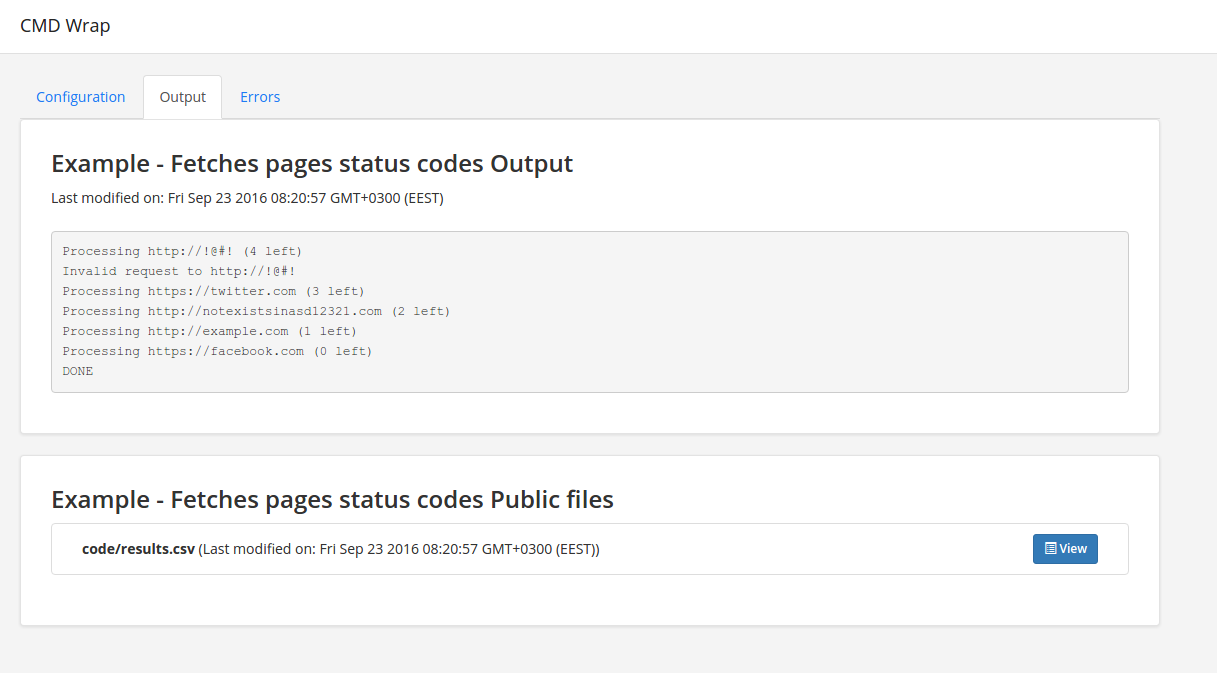 CMD Wrap
Configuration Output Errors
Example - Fetches pages status codes Output
Last modified on: Fri Sep 23 2016 08:20:57 GMT+0300 (EEST)
Processing http://!@#! (4 left)
Invalid request to http://!@#!
Processing https://twitter.com (3 left)
Processing http://notexistsinasd12321.com (2 left)
Processing http://example.com (1 left)
Processing https://facebook.com (0 left)
DONE
Example - Fetches pages status codes Public files
code/results.csv (Last modified on: Fri Sep 23 2016 08:20:57 GMT+0300 (EEST)) View